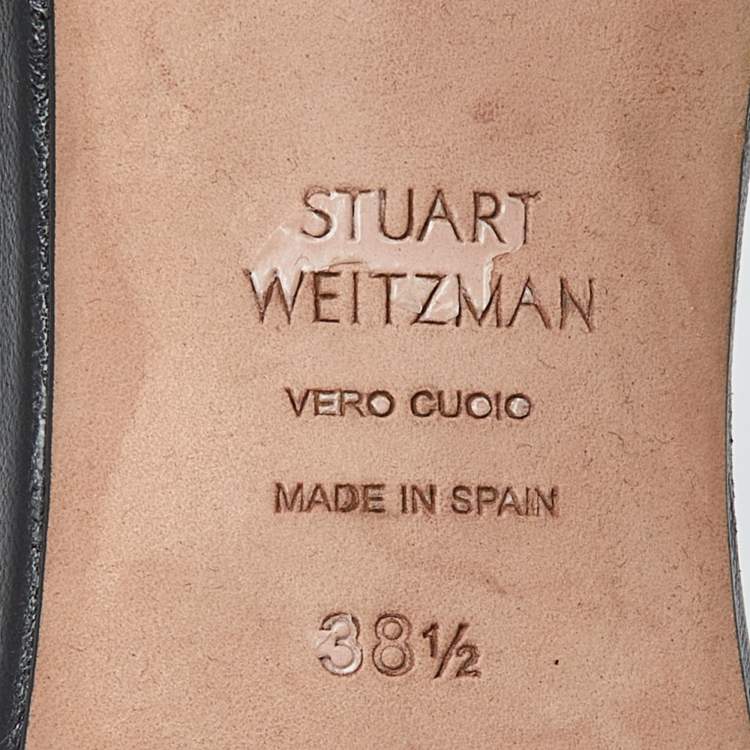 STUART
WEITZMAN
VERO CUOIO
MADE IN SPAIN
38½